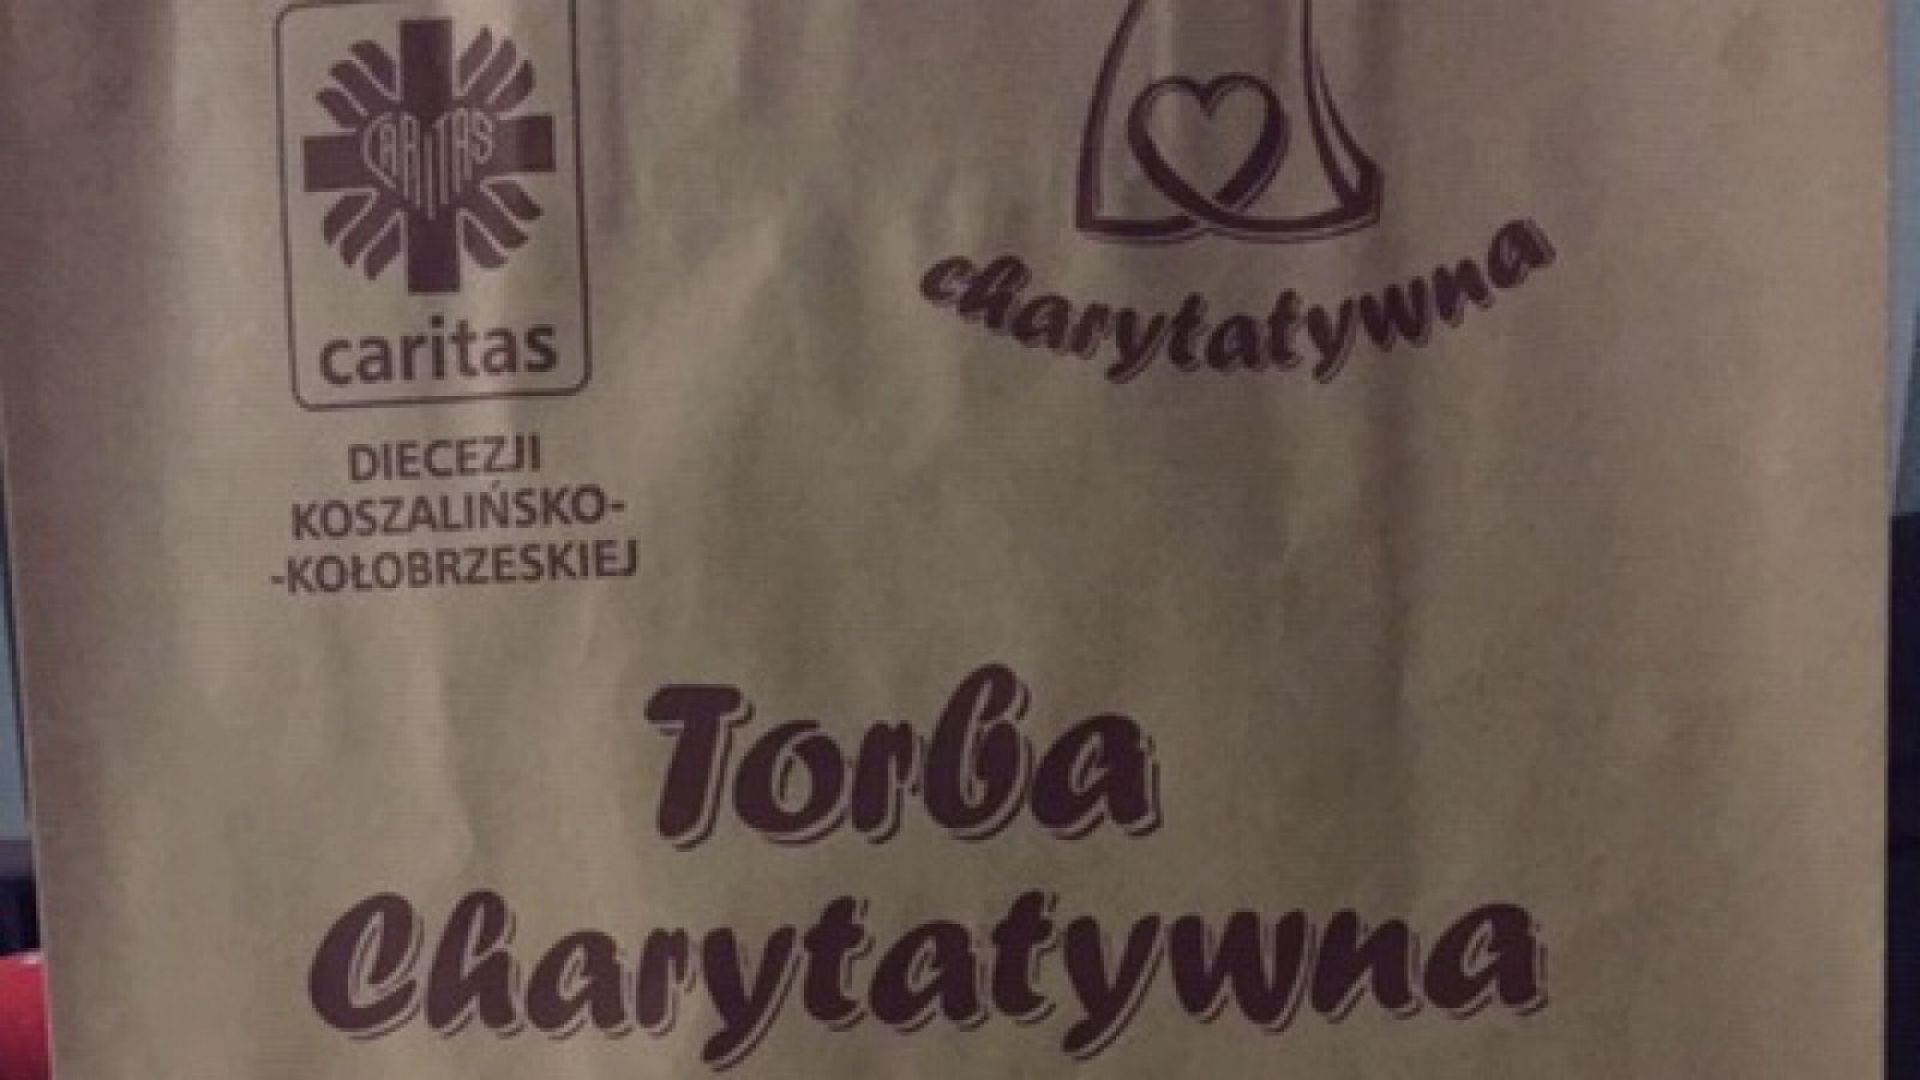 CARITAS
caritas
DIECEZJI
KOSZALIŃSKO-
-KOŁOBRZESKIEJ
charytatywna
Torba
Charytatywna